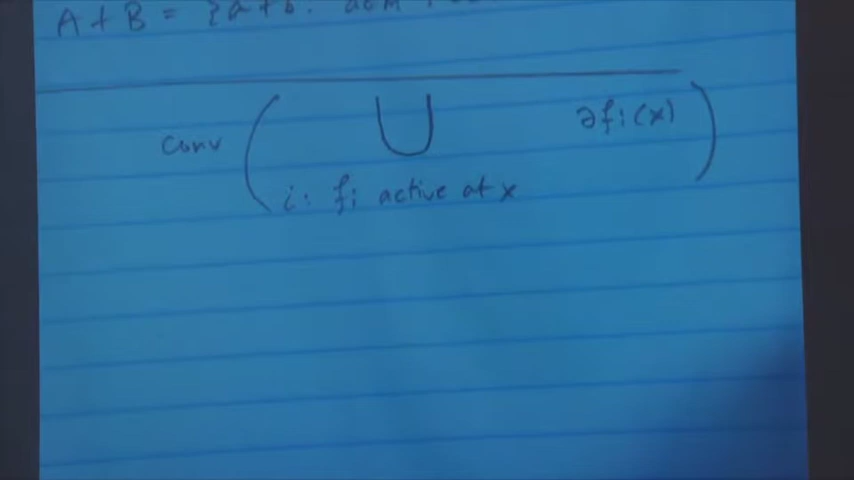 A + B = {a + b :
conv ( ∪ ∂fi(x) )
i: fi active at x